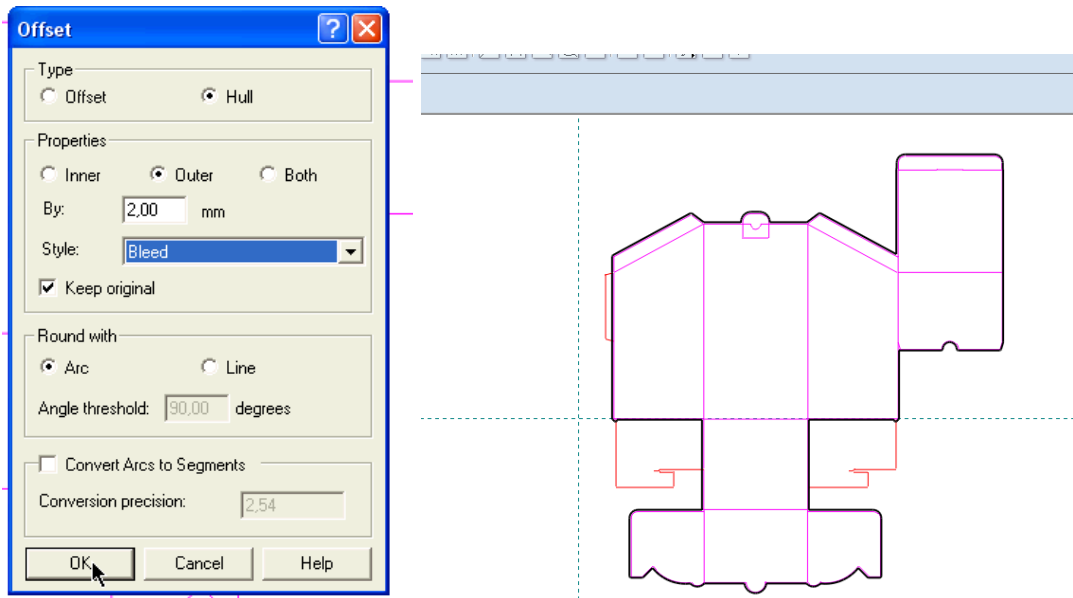 Offset
Type
Offset Hull
Properties
Inner Outer Both
By: 2,00 mm
Style: Bleed
Keep original
Round with
Arc Line
Angle threshold: 90,00 degrees
Convert Arcs to Segments
Conversion precision: 2,54
OK Cancel Help